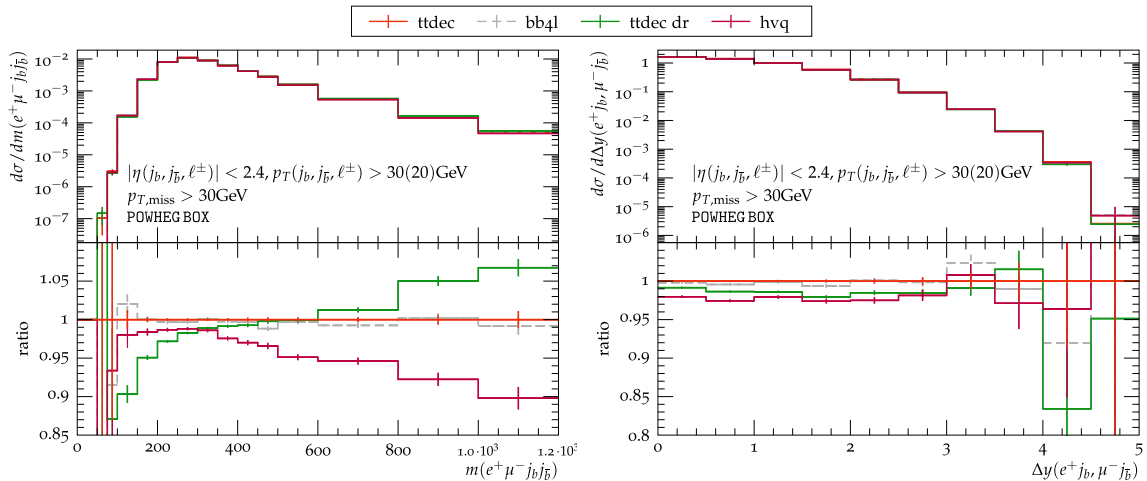 ttdec bb4l ttdec dr hvq
dσ/dm(e⁺μ⁻j_b j_b̄)
10⁻²
10⁻³
10⁻⁴
10⁻⁵
10⁻⁶
10⁻⁷
|η(j_b, j_b̄, ℓ^±)| < 2.4, p_T(j_b, j_b̄, ℓ^±) > 30(20)GeV
p_T,miss > 30GeV
POWHEG BOX
ratio
1.05
1
0.95
0.9
0.85
0 200 400 600 800 1.0·10³ 1.2·10³
m(e⁺μ⁻j_b j_b̄)
dσ/dΔy(e⁺j_b, μ⁻j_b̄)
1
10⁻¹
10⁻²
10⁻³
10⁻⁴
10⁻⁵
10⁻⁶
|η(j_b, j_b̄, ℓ^±)| < 2.4, p_T(j_b, j_b̄, ℓ^±) > 30(20)GeV
p_T,miss > 30GeV
POWHEG BOX
ratio
1
0.95
0.9
0.85
0.8
0 1 2 3 4 5
Δy(e⁺j_b, μ⁻j_b̄)